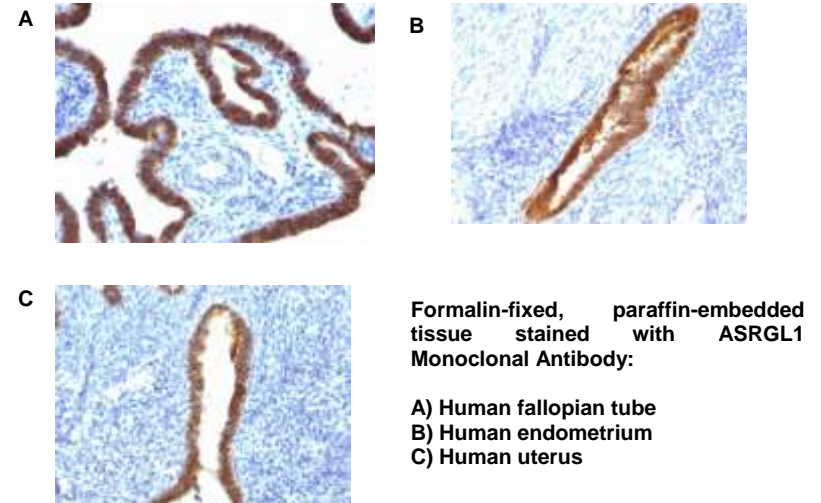 A
B
C
Formalin-fixed, paraffin-embedded
tissue stained with ASRGL1
Monoclonal Antibody:
A) Human fallopian tube
B) Human endometrium
C) Human uterus